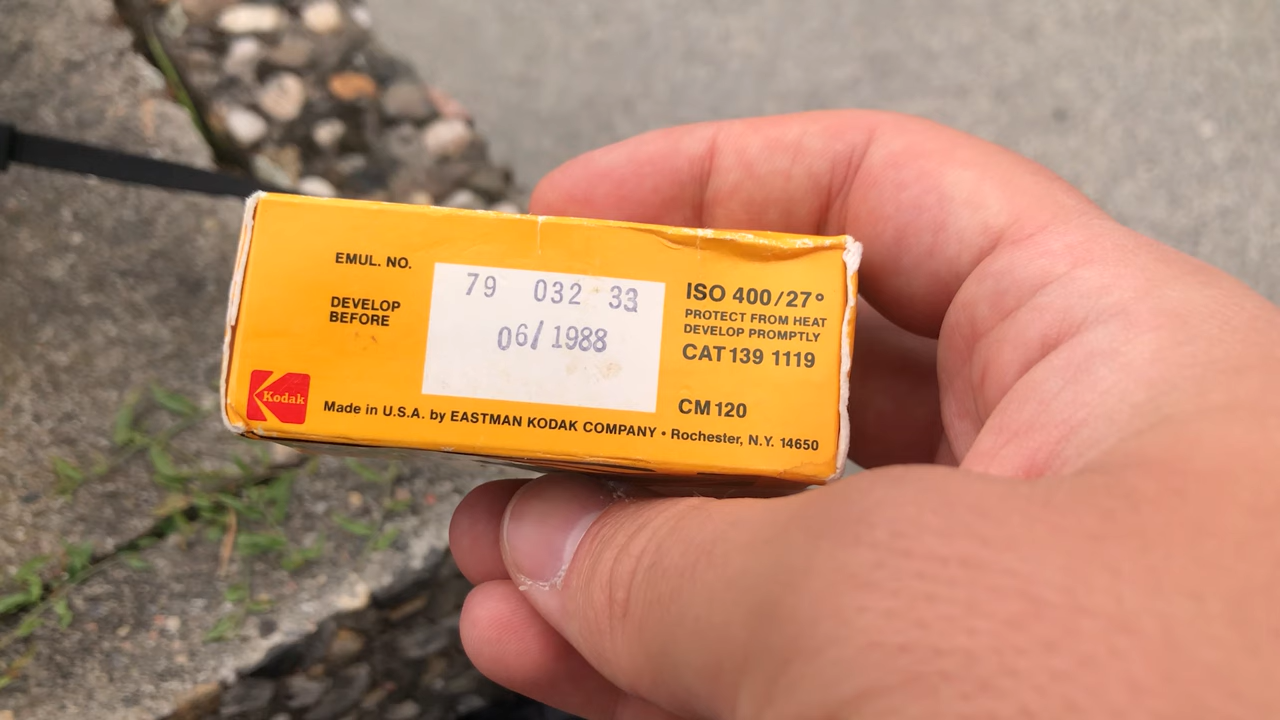 EMUL. NO.
79 032 33
DEVELOP
BEFORE
06/1988
ISO 400/27°
PROTECT FROM HEAT
DEVELOP PROMPTLY
CAT 139 1119
CM 120
Kodak
Made in U.S.A. by EASTMAN KODAK COMPANY • Rochester, N.Y. 14650